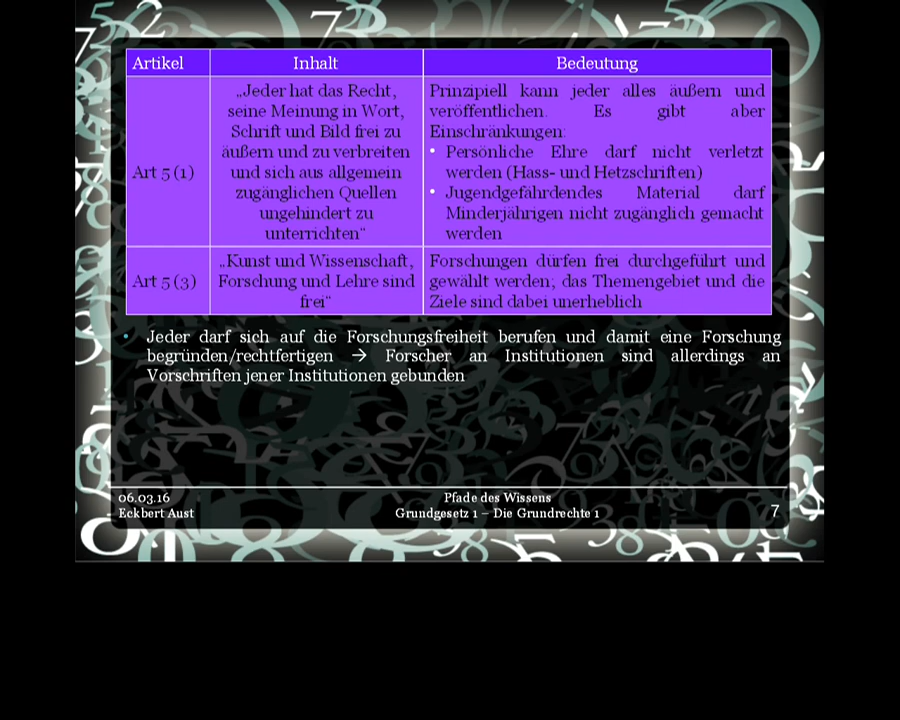 Artikel Inhalt Bedeutung
Art 5 (1)
„Jeder hat das Recht,
seine Meinung in Wort,
Schrift und Bild frei zu
äußern und zu verbreiten
und sich aus allgemein
zugänglichen Quellen
ungehindert zu
unterrichten“
Prinzipiell kann jeder alles äußern und
veröffentlichen. Es gibt aber
Einschränkungen:
• Persönliche Ehre darf nicht verletzt
werden (Hass- und Hetzschriften)
• Jugendgefährdendes Material darf
Minderjährigen nicht zugänglich gemacht
werden
Art 5 (3)
„Kunst und Wissenschaft,
Forschung und Lehre sind
frei“
Forschungen dürfen frei durchgeführt und
gewählt werden; das Themengebiet und die
Ziele sind dabei unerheblich
• Jeder darf sich auf die Forschungsfreiheit berufen und damit eine Forschung
begründen/rechtfertigen → Forscher an Institutionen sind allerdings an
Vorschriften jener Institutionen gebunden
06.03.16
Eckbert Aust
Pfade des Wissens
Grundgesetz 1 – Die Grundrechte 1
7